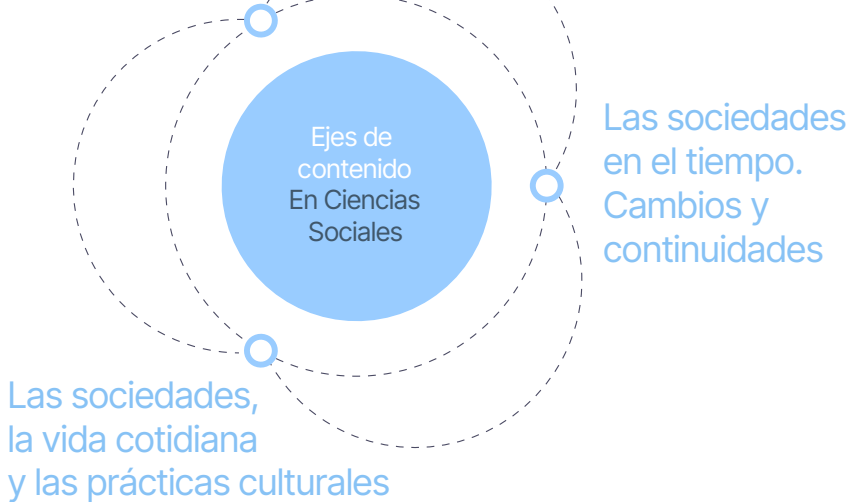 Ejes de
contenido
En Ciencias
Sociales
Las sociedades
en el tiempo.
Cambios y
continuidades
Las sociedades,
la vida cotidiana
y las prácticas culturales